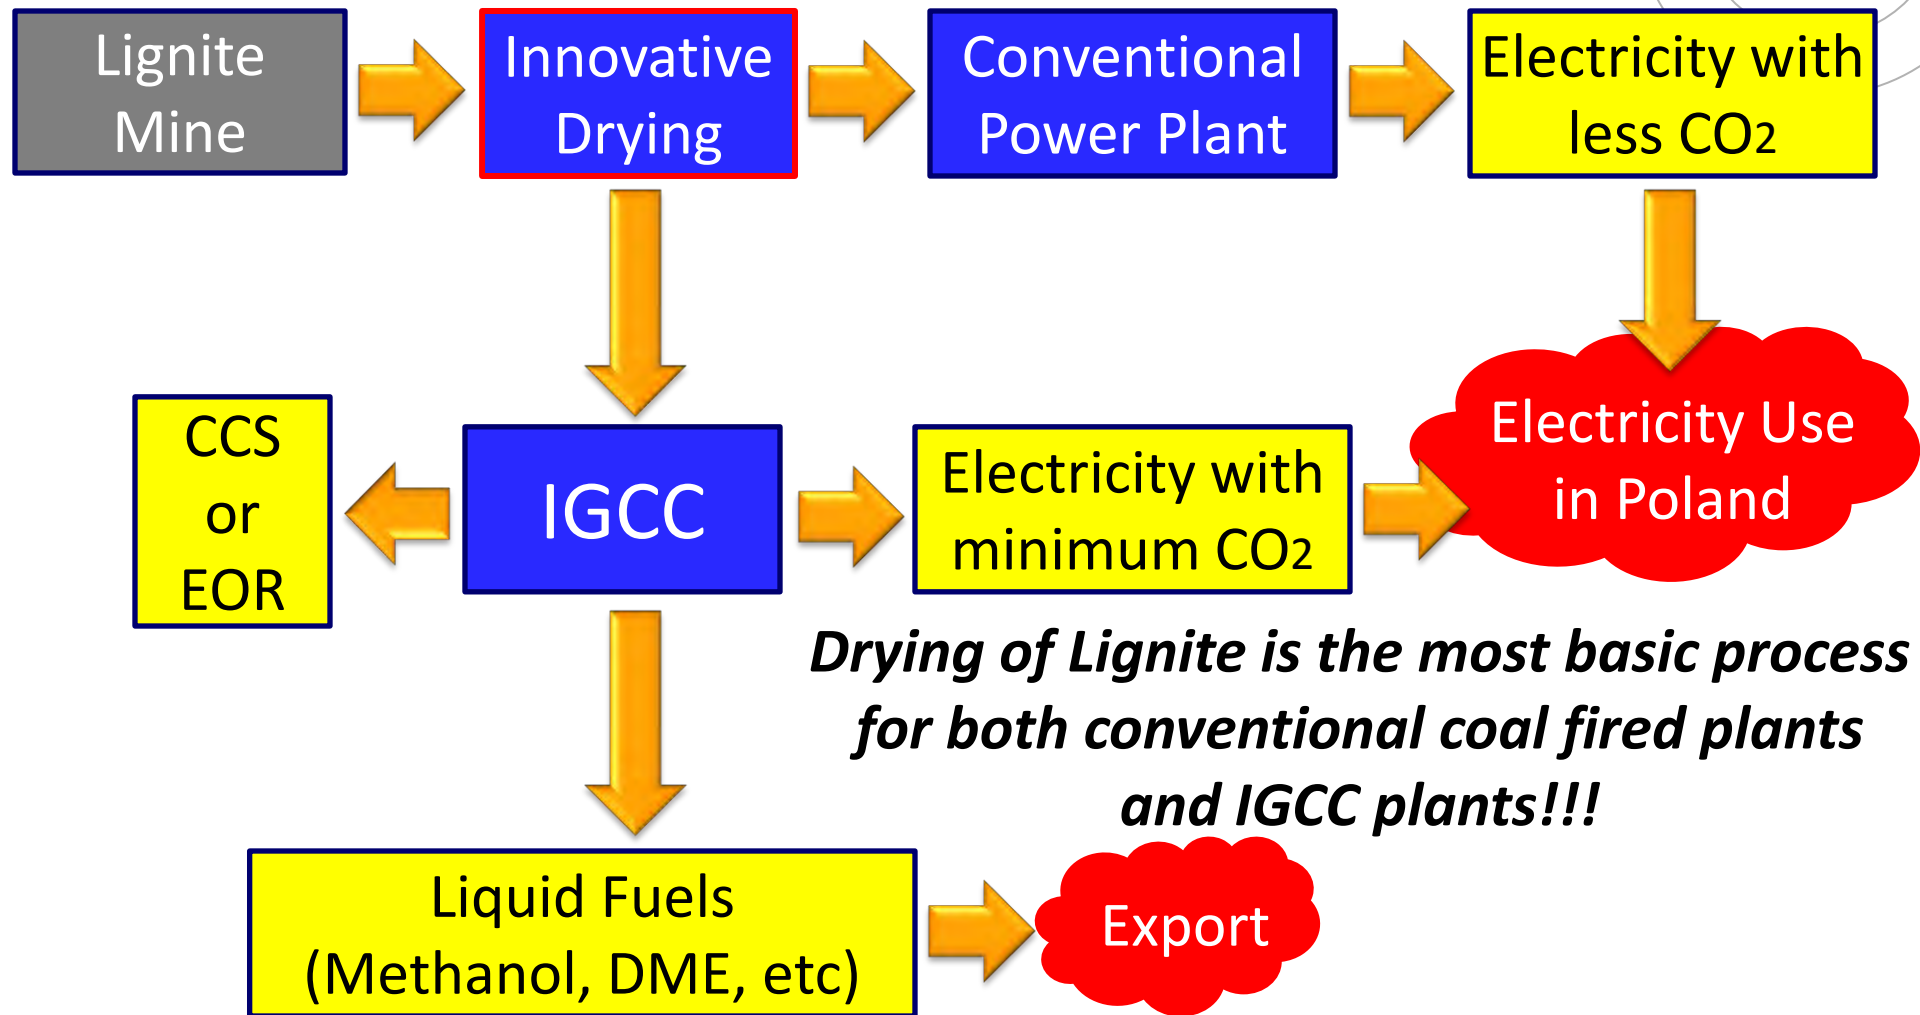 Lignite
Mine
Innovative
Drying
Conventional
Power Plant
Electricity with
less CO2
CCS
or
EOR
IGCC
Electricity with
minimum CO2
Electricity Use
in Poland
Drying of Lignite is the most basic process
for both conventional coal fired plants
and IGCC plants!!!
Liquid Fuels
(Methanol, DME, etc)
Export